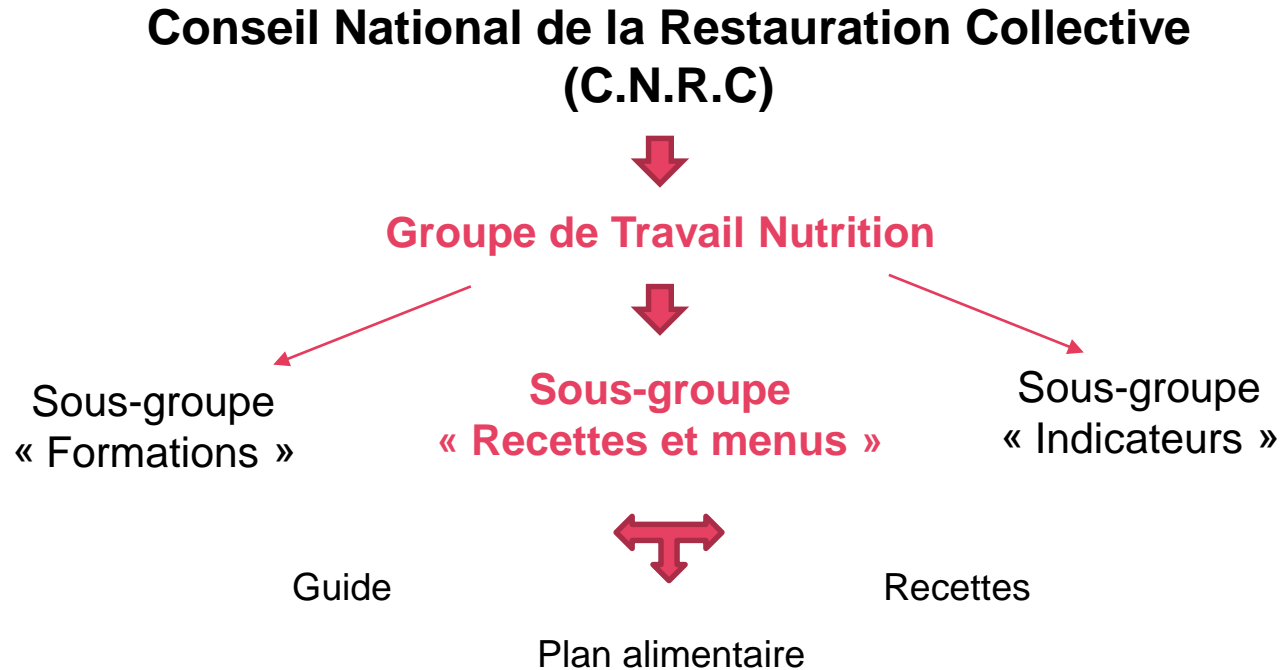 Conseil National de la Restauration Collective
(C.N.R.C)
Groupe de Travail Nutrition
Sous-groupe
« Formations »
Sous-groupe
« Recettes et menus »
Sous-groupe
« Indicateurs »
Guide
Recettes
Plan alimentaire